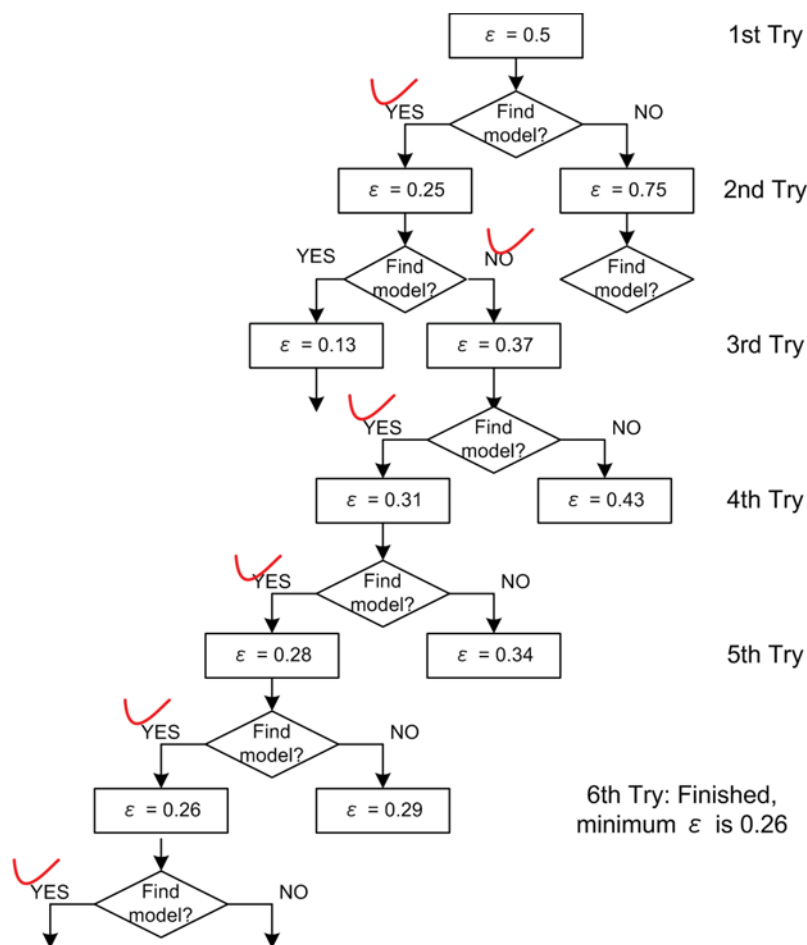 ε = 0.5
1st Try
YES
Find
model?
NO
ε = 0.25
ε = 0.75
2nd Try
YES
Find
model?
NO
Find
model?
ε = 0.13
ε = 0.37
3rd Try
YES
Find
model?
NO
ε = 0.31
ε = 0.43
4th Try
YES
Find
model?
NO
ε = 0.28
ε = 0.34
5th Try
YES
Find
model?
NO
ε = 0.26
ε = 0.29
6th Try: Finished,
minimum ε is 0.26
YES
Find
model?
NO